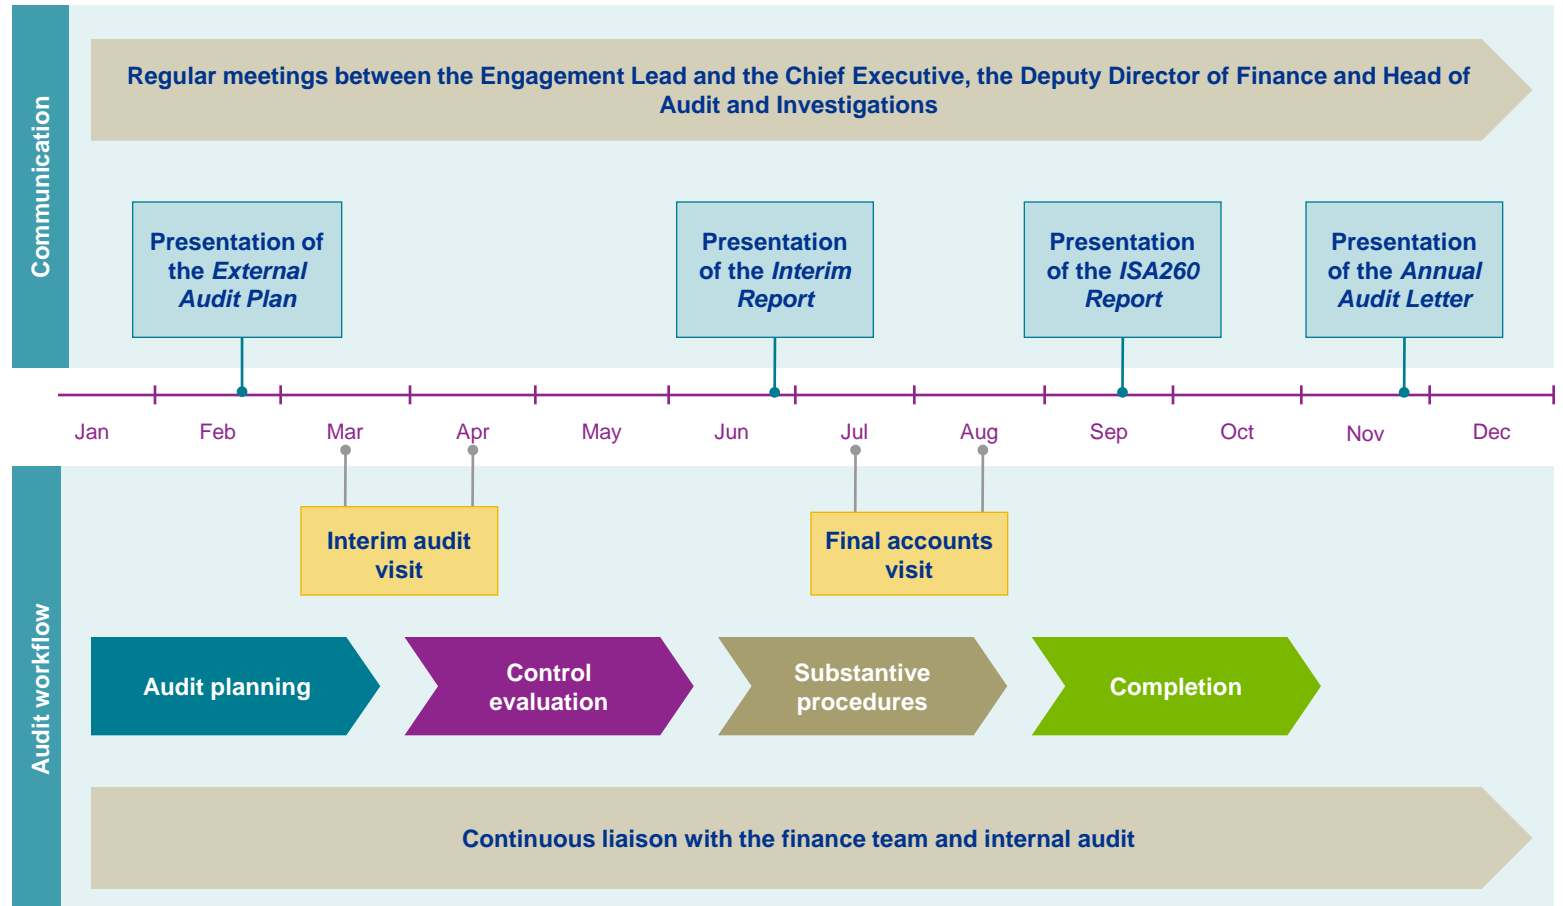 Communication
Regular meetings between the Engagement Lead and the Chief Executive, the Deputy Director of Finance and Head of
Audit and Investigations
Presentation of
the External
Audit Plan
Presentation
of the Interim
Report
Presentation
of the ISA260
Report
Presentation
of the Annual
Audit Letter
Jan Feb Mar Apr May Jun Jul Aug Sep Oct Nov Dec
Audit workflow
Interim audit
visit
Final accounts
visit
Audit planning
Control
evaluation
Substantive
procedures
Completion
Continuous liaison with the finance team and internal audit